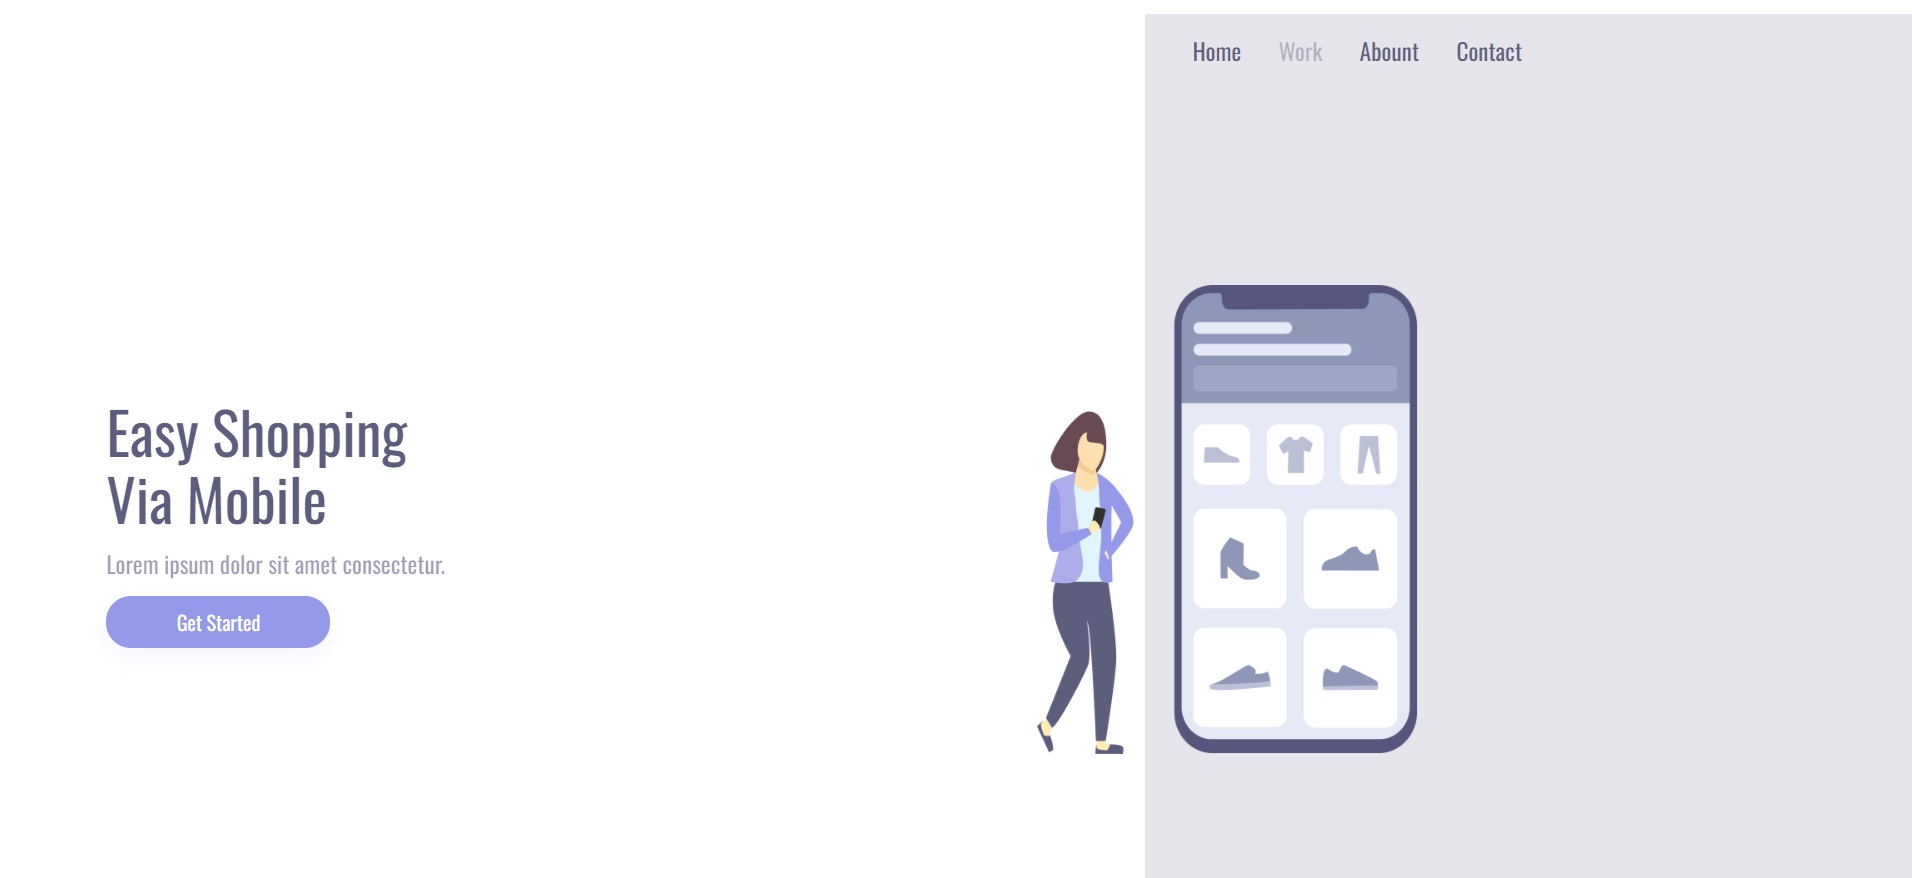 Home Work Abount Contact
Easy Shopping
Via Mobile
Lorem ipsum dolor sit amet consectetur.
Get Started